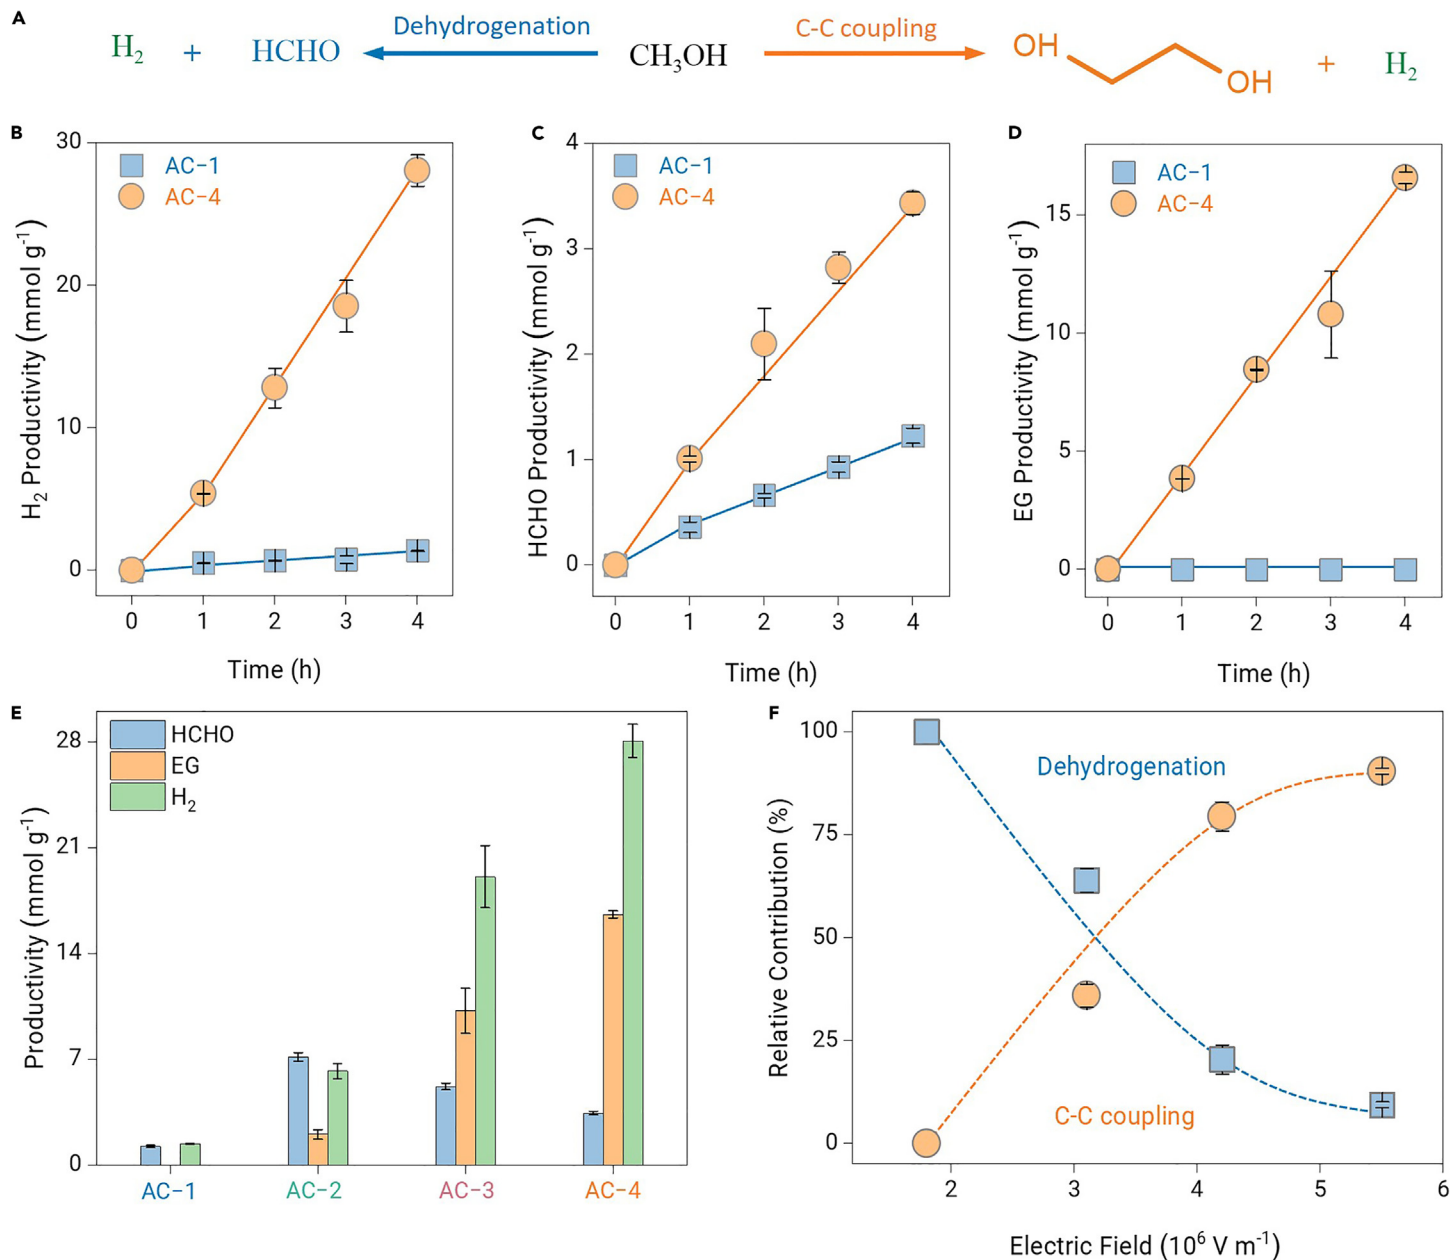 A
H₂ + HCHO Dehydrogenation CH₃OH C-C coupling OH OH + H₂
B
30
20
10
0
H₂ Productivity (mmol g⁻¹)
AC-1
AC-4
0 1 2 3 4
Time (h)
C
4
3
2
1
0
HCHO Productivity (mmol g⁻¹)
AC-1
AC-4
0 1 2 3 4
Time (h)
D
15
10
5
0
EG Productivity (mmol g⁻¹)
AC-1
AC-4
0 1 2 3 4
Time (h)
E
28
21
14
7
0
Productivity (mmol g⁻¹)
HCHO
EG
H₂
AC-1 AC-2 AC-3 AC-4
F
100
75
50
25
0
Relative Contribution (%)
Dehydrogenation
C-C coupling
2 3 4 5 6
Electric Field (10⁶ V m⁻¹)